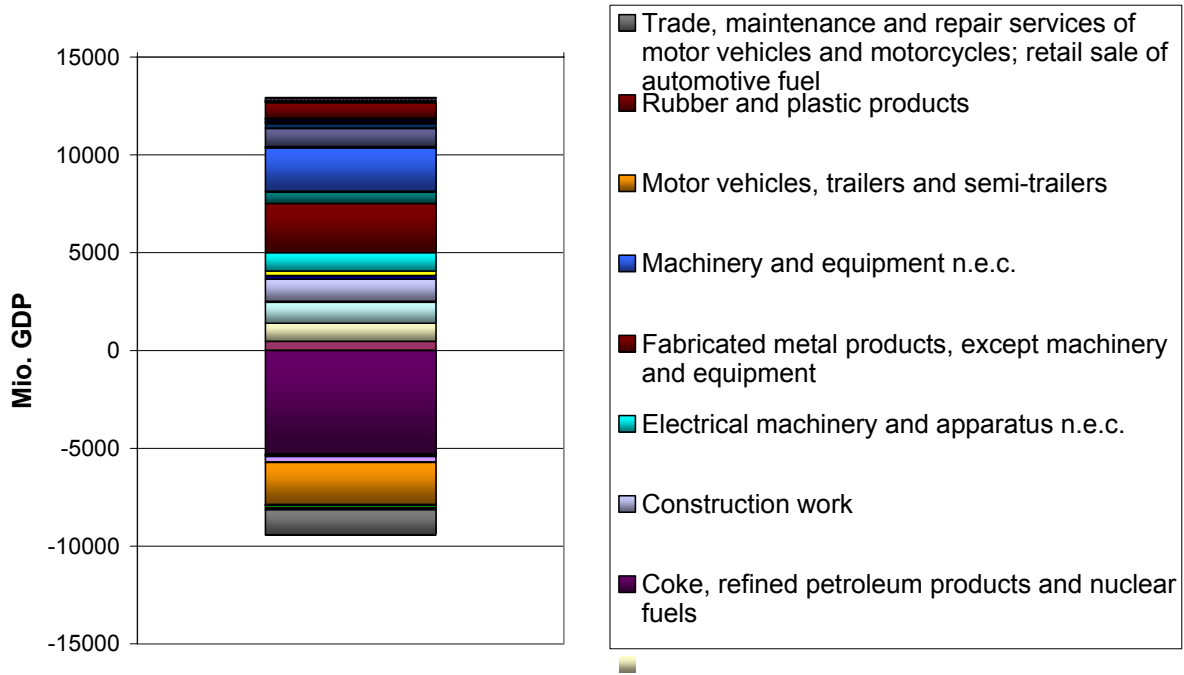 15000
10000
5000
0
-5000
-10000
-15000
Mio. GDP
Trade, maintenance and repair services of
motor vehicles and motorcycles; retail sale of
automotive fuel
Rubber and plastic products
Motor vehicles, trailers and semi-trailers
Machinery and equipment n.e.c.
Fabricated metal products, except machinery
and equipment
Electrical machinery and apparatus n.e.c.
Construction work
Coke, refined petroleum products and nuclear
fuels